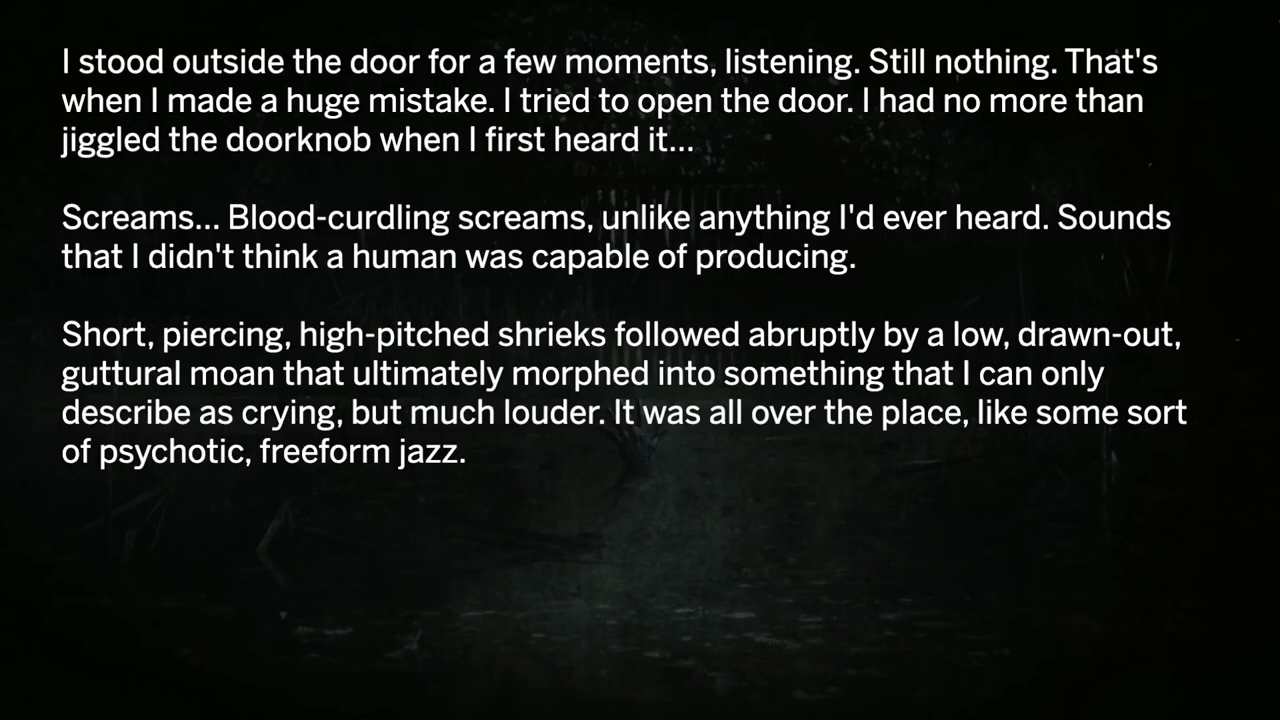 I stood outside the door for a few moments, listening. Still nothing. That's
when I made a huge mistake. I tried to open the door. I had no more than
jiggled the doorknob when I first heard it...
Screams... Blood-curdling screams, unlike anything I'd ever heard. Sounds
that I didn't think a human was capable of producing.
Short, piercing, high-pitched shrieks followed abruptly by a low, drawn-out,
guttural moan that ultimately morphed into something that I can only
describe as crying, but much louder. It was all over the place, like some sort
of psychotic, freeform jazz.